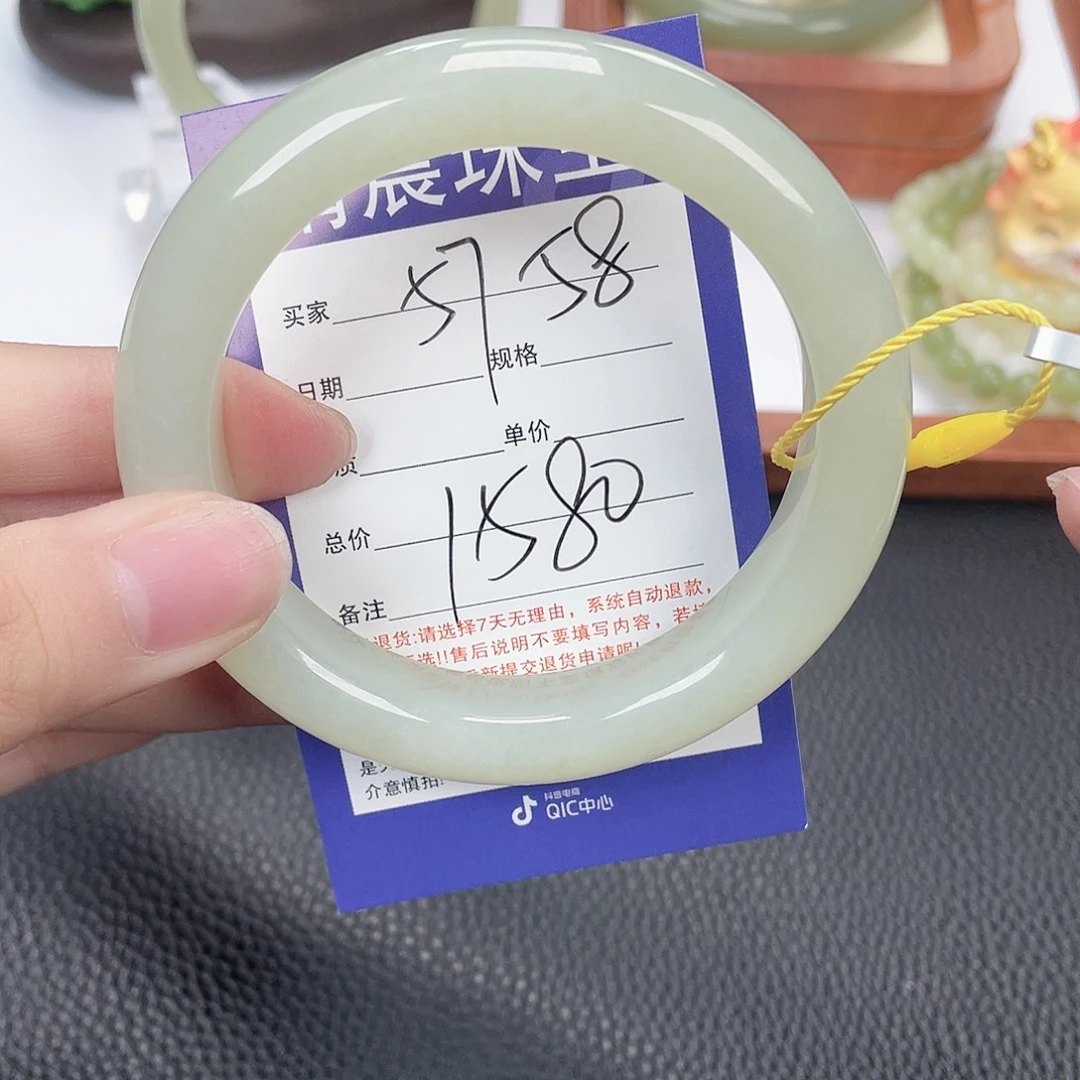 晨珠
57 58
买家
日期 规格
单价
总价 1580
备注
退货:请选择7天无理由，系统自动退款，
选!!售后说明不要填写内容，若
新提交退货申请呢!
介意慎拍!
抖音电商
QIC中心